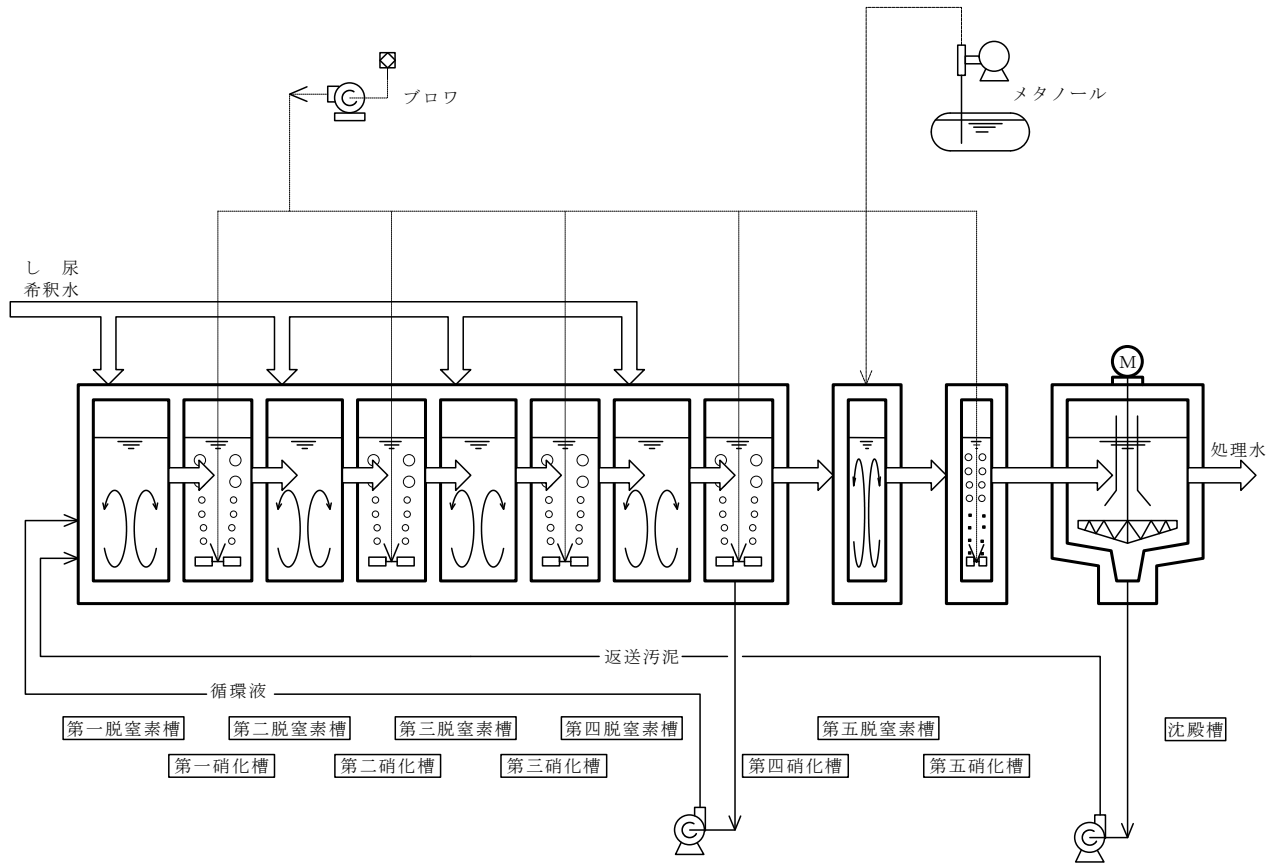 ブロワ
メタノール
し 尿
希釈水
M
処理水
返送汚泥
循環液
第一脱窒素槽
第二脱窒素槽
第三脱窒素槽
第四脱窒素槽
第五脱窒素槽
沈殿槽
第一硝化槽
第二硝化槽
第三硝化槽
第四硝化槽
第五硝化槽